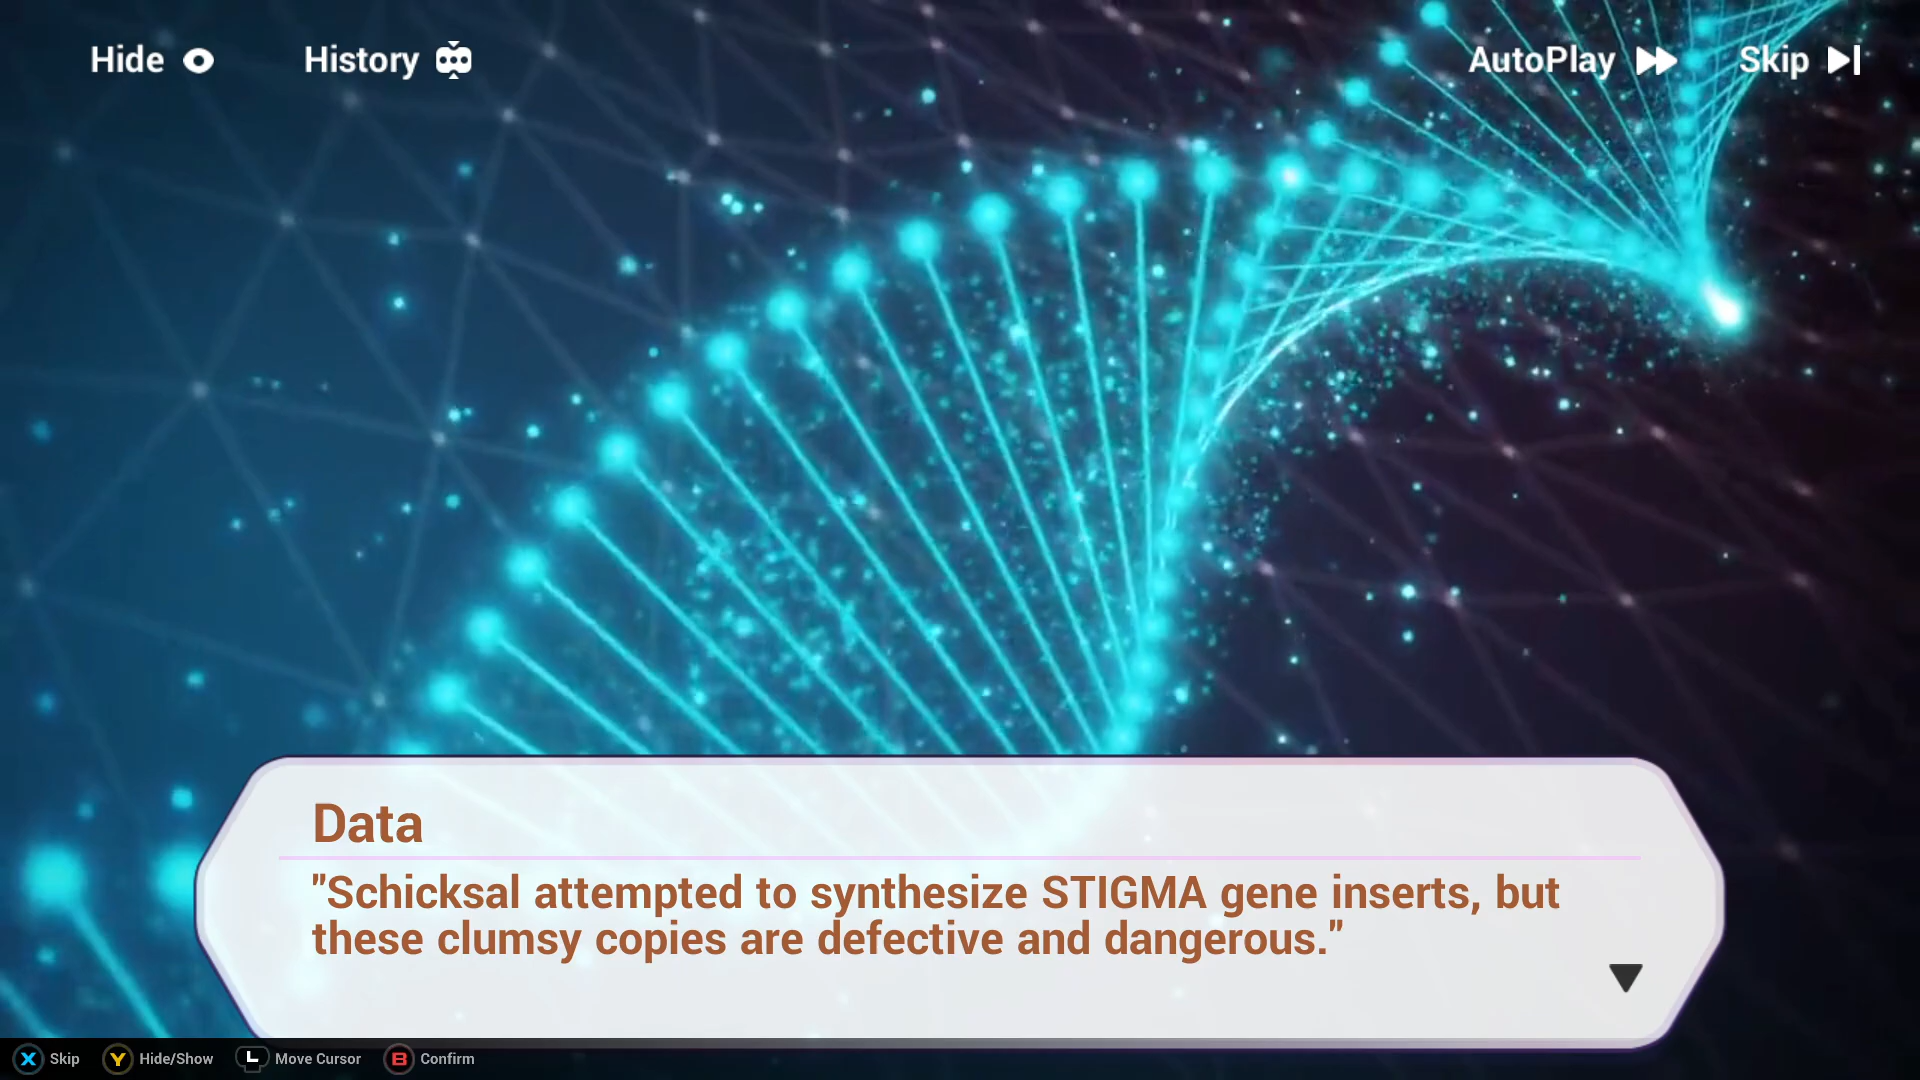 Hide
History
AutoPlay
Skip
Data
"Schicksal attempted to synthesize STIGMA gene inserts, but
these clumsy copies are defective and dangerous."
X Skip
Y Hide/Show
L Move Cursor
B Confirm